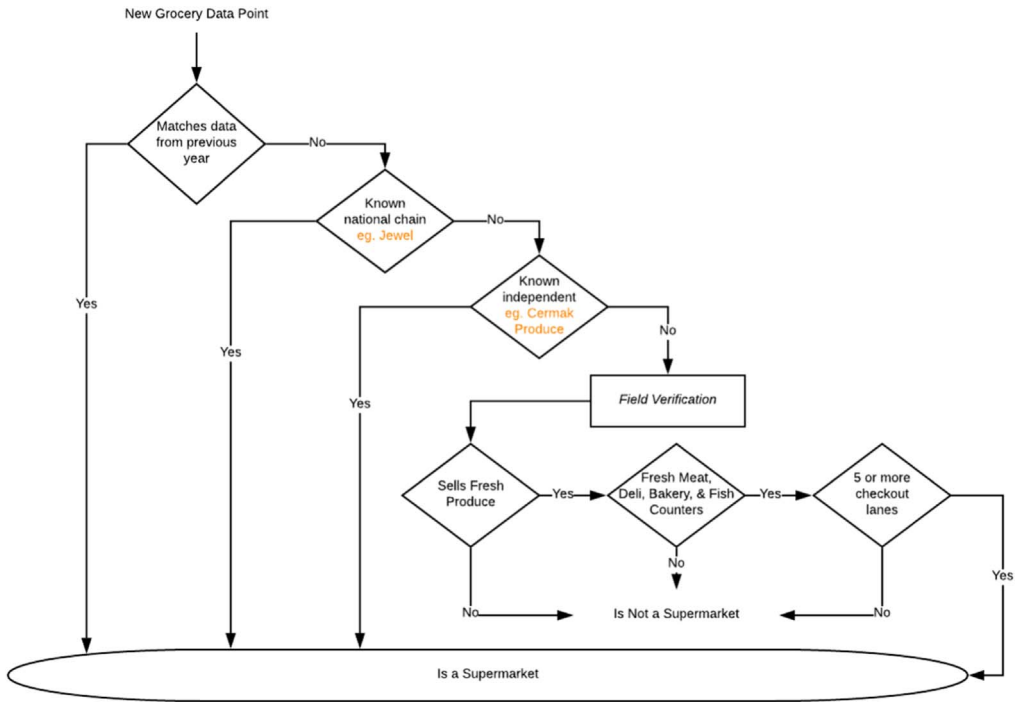 New Grocery Data Point
Matches data
from previous
year
No
Known
national chain
eg. Jewel
No
Known
independent
eg. Cermak
Produce
No
Yes
Yes
Yes
Field Verification
Sells Fresh
Produce
Yes
Fresh Meat,
Deli, Bakery, & Fish
Counters
Yes
5 or more
checkout
lanes
No
Yes
No
Is Not a Supermarket
No
Is a Supermarket